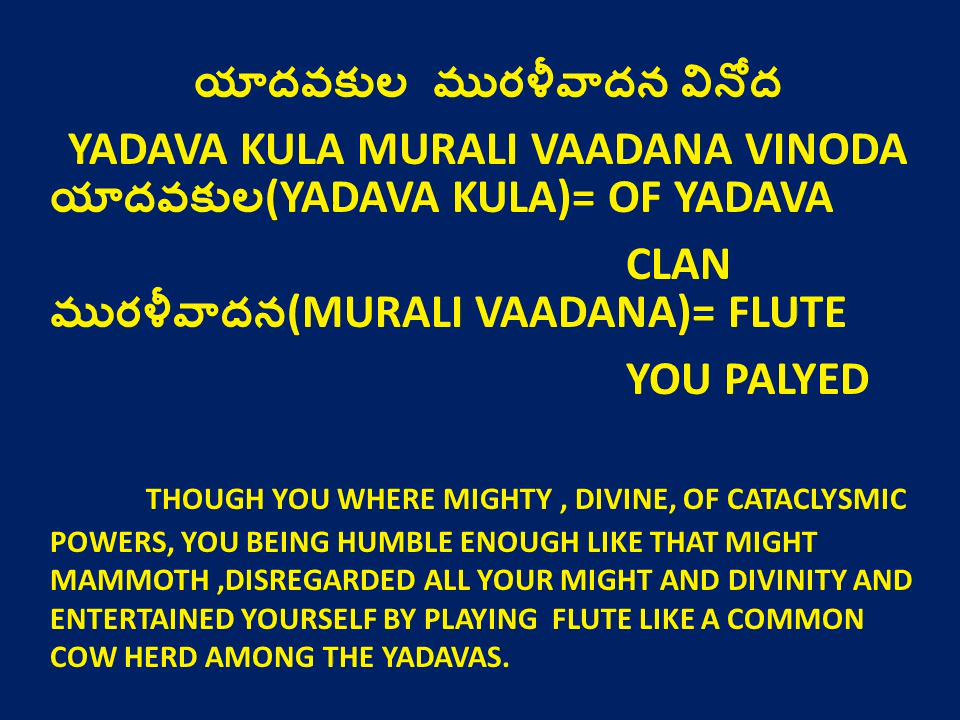 యాదవకుల మురళీవాదన వినోద
YADAVA KULA MURALI VAADANA VINODA
యాదవకుల(YADAVA KULA)= OF YADAVA
CLAN
మురళీవాదన(MURALI VAADANA)= FLUTE
YOU PALYED
THOUGH YOU WHERE MIGHTY , DIVINE, OF CATACLYSMIC
POWERS, YOU BEING HUMBLE ENOUGH LIKE THAT MIGHT
MAMMOTH ,DISREGARDED ALL YOUR MIGHT AND DIVINITY AND
ENTERTAINED YOURSELF BY PLAYING FLUTE LIKE A COMMON
COW HERD AMONG THE YADAVAS.